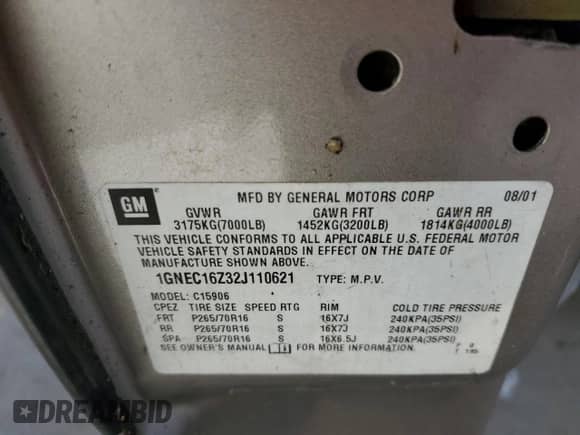 GM
MFD BY GENERAL MOTORS CORP 08/01
GVWR GAWR FRT GAWR RR
3175KG(7000LB) 1452KG(3200LB) 1814KG(4000LB)
THIS VEHICLE CONFORMS TO ALL APPLICABLE U.S. FEDERAL MOTOR
VEHICLE SAFETY STANDARDS IN EFFECT ON THE DATE OF
MANUFACTURE SHOWN ABOVE.
1GNEC16Z32J110621 TYPE: M.P.V.
MODEL: C15906
CPEZ TIRE SIZE SPEED RTG RIM COLD TIRE PRESSURE
FRT P265/70R16 S 16X7J 240KPA(35PSI)
RR P265/70R16 S 16X7J 240KPA(35PSI)
SPA P265/70R16 S 16X6.5J 240KPA(35PSI)
SEE OWNER'S MANUAL FOR MORE INFORMATION.
DREAMBID